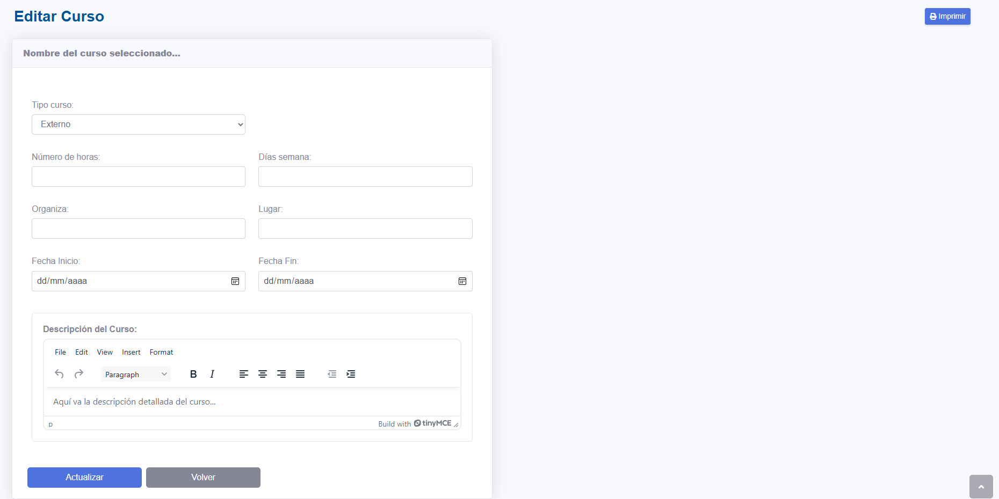 Editar Curso
Imprimir
Nombre del curso seleccionado...
Tipo curso:
Externo
Número de horas:
Días semana:
Organiza:
Lugar:
Fecha Inicio:
Fecha Fin:
dd/mm/aaaa
dd/mm/aaaa
Descripción del Curso:
File Edit View Insert Format
Paragraph B I
Aquí va la descripción detallada del curso...
p
Build with tinyMCE
Actualizar
Volver